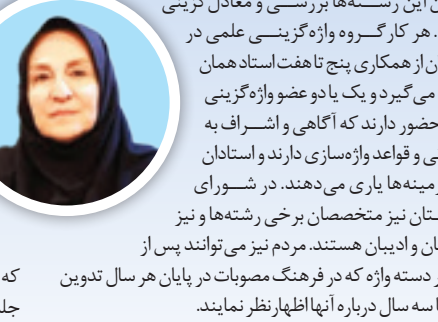 ن این رشته‌ها بررسی و معادل گزینی
. هر کار گروه واژه گزینی علمی در
ن از همکاری پنج تا هفت استاد همان
می گیرد و یک یا دو عضو واژه گزینی
حضور دارند که آگاهی و اشراف به
ی و قواعد واژه‌سازی دارند و استادان
زمینه‌ها یاری می‌دهند. در شورای
ستان نیز متخصصان برخی رشته‌ها و نیز
ان و ادیبان هستند. مردم نیز می توانند پس از
ر دسته واژه که در فرهنگ مصوبات در پایان هر سال تدوین
ا سه سال درباره آنها اظهار نظر نمایند.
که
جل